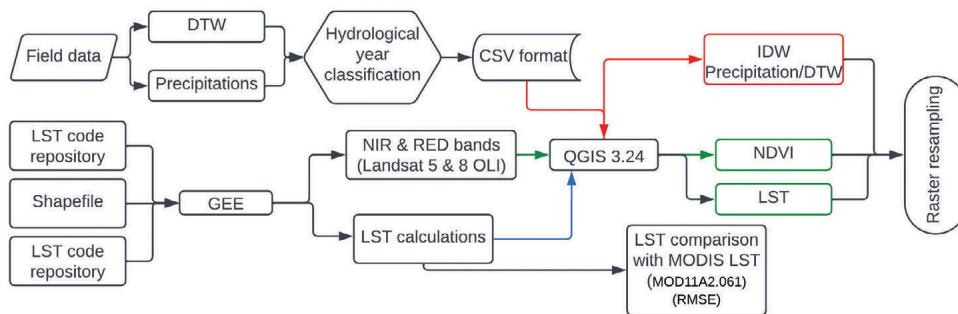 Field data
DTW
Precipitations
Hydrological
year
classification
CSV format
IDW
Precipitation/DTW
LST code
repository
Shapefile
LST code
repository
GEE
NIR & RED bands
(Landsat 5 & 8 OLI)
LST calculations
QGIS 3.24
NDVI
LST
LST comparison
with MODIS LST
(MOD11A2.061)
(RMSE)
Raster resampling